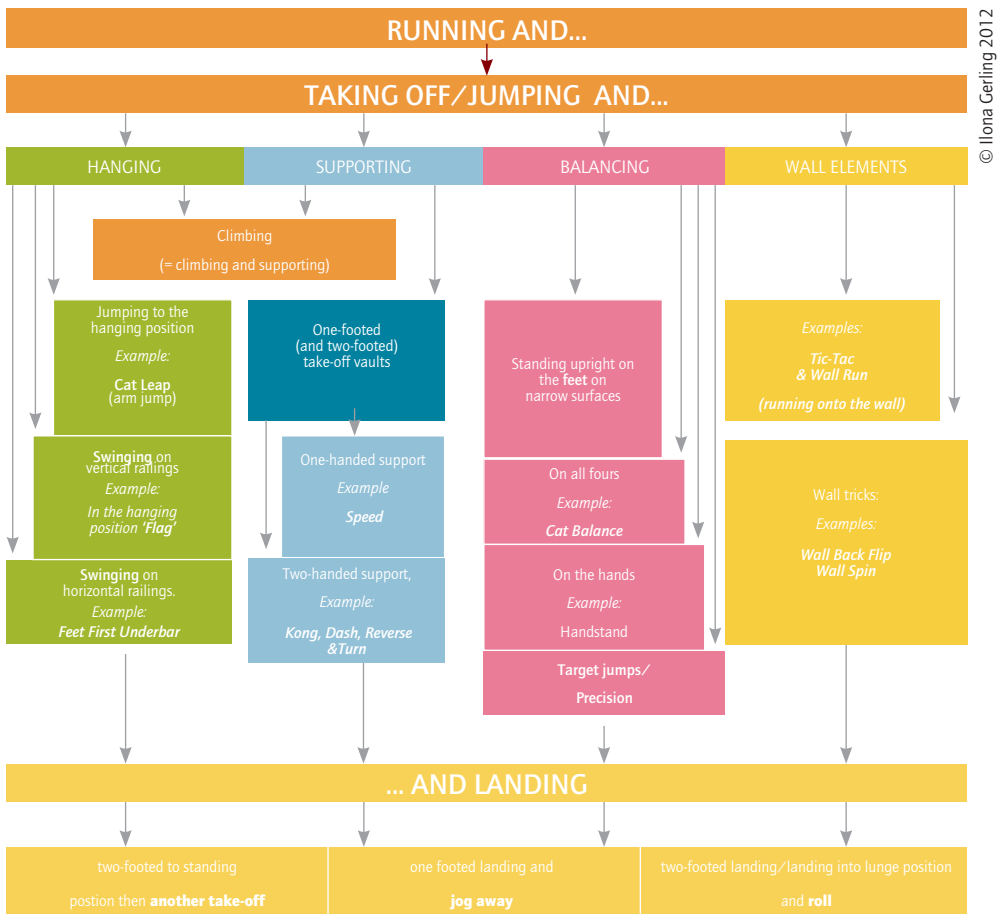 RUNNING AND...
TAKING OFF/JUMPING AND...
HANGING
SUPPORTING
BALANCING
WALL ELEMENTS
Climbing
(= climbing and supporting)
Jumping to the
hanging position
Example:
Cat Leap
(arm jump)
Swinging on
vertical railings
Example:
In the hanging
position ‘Flag’
Swinging on
horizontal railings.
Example:
Feet First Underbar
One-footed
(and two-footed)
take-off vaults
One-handed support
Example
Speed
Two-handed support,
Example:
Kong, Dash, Reverse
&Turn
Standing upright on
the feet on
narrow surfaces
On all fours
Example:
Cat Balance
On the hands
Example:
Handstand
Target jumps/
Precision
Examples:
Tic-Tac
& Wall Run
(running onto the wall)
Wall tricks:
Examples:
Wall Back Flip
Wall Spin
... AND LANDING
two-footed to standing
postion then another take-off
one footed landing and
jog away
two-footed landing/landing into lunge position
and roll
© Ilona Gerling 2012